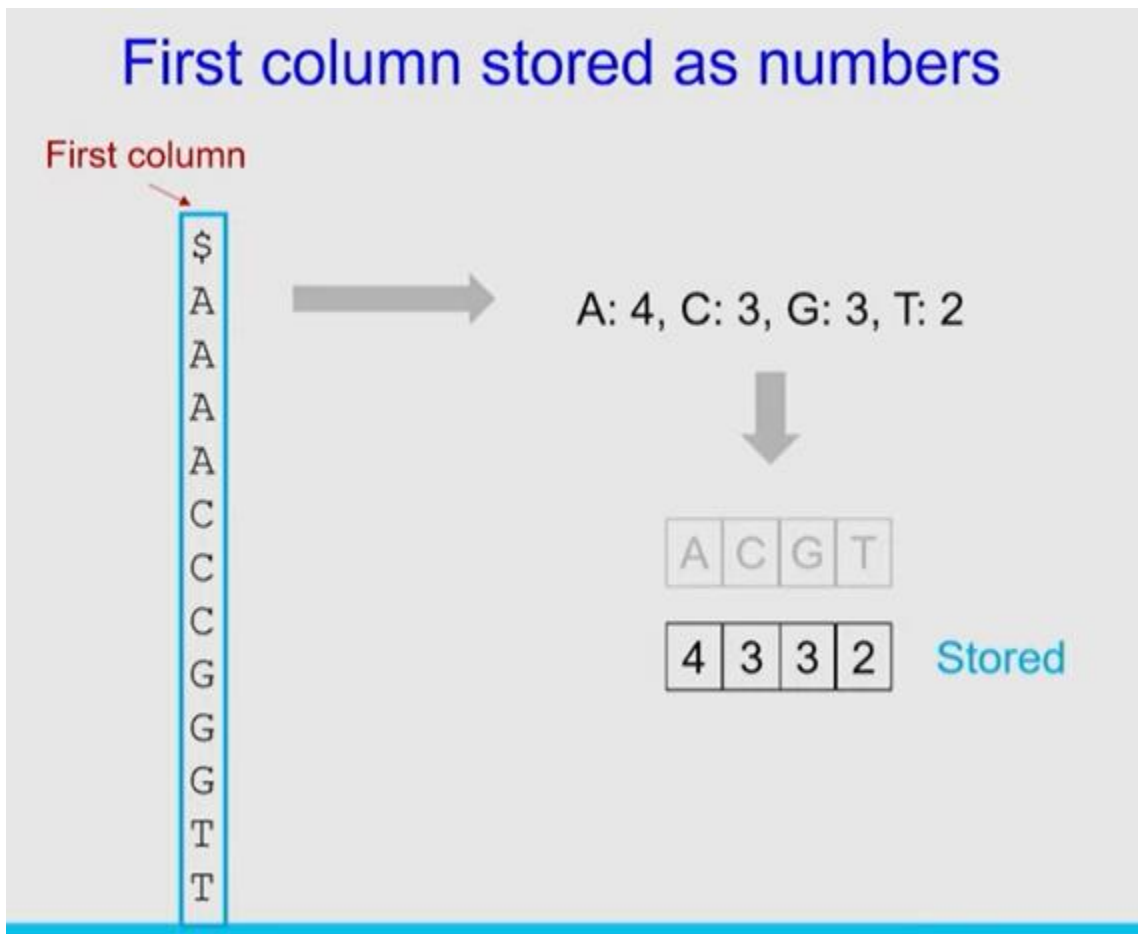 First column stored as numbers
First column
$
A
A
A
A
C
C
C
G
G
G
T
T
A: 4, C: 3, G: 3, T: 2
A C G T
4 3 3 2 Stored